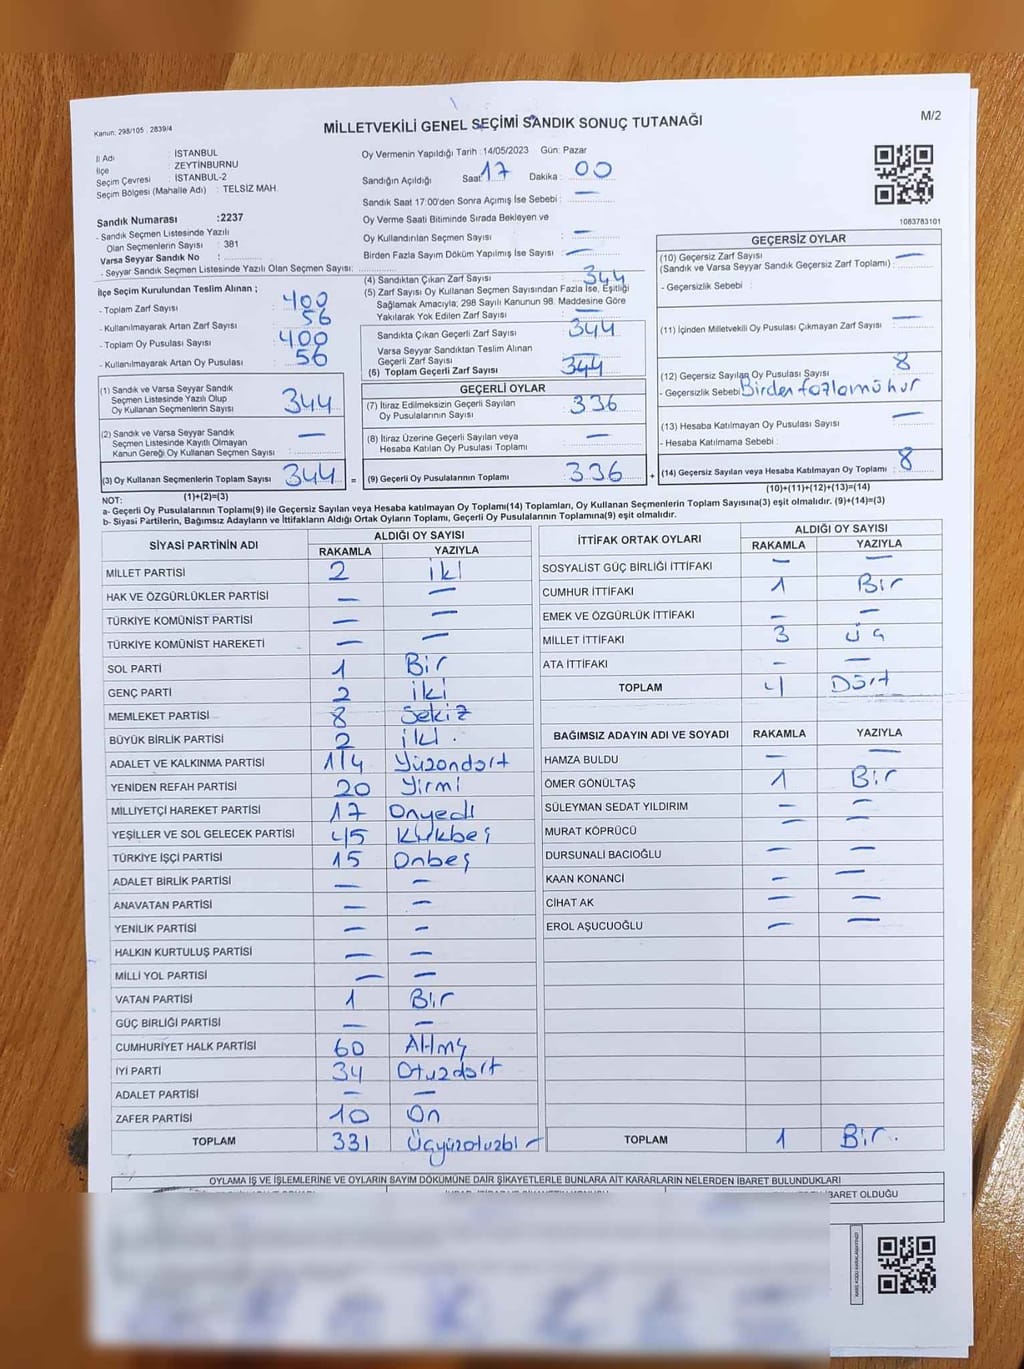 Kanun: 298/105 , 2839/4
MİLLETVEKİLİ GENEL SEÇİMİ SANDIK SONUÇ TUTANAĞI
M/2
İl Adı : İSTANBUL
İlçe : ZEYTİNBURNU
Seçim Çevresi : İSTANBUL-2
Seçim Bölgesi (Mahalle Adı) : TELSİZ MAH.
Sandık Numarası :2237
- Sandık Seçmen Listesinde Yazılı
Olan Seçmenlerin Sayısı : 381
Varsa Seyyar Sandık No :
- Seyyar Sandık Seçmen Listesinde Yazılı Olan Seçmen Sayısı:
Oy Vermenin Yapıldığı Tarih :14/05/2023 Gün: Pazar
Sandığın Açıldığı Saat: 17 Dakika : 00
Sandık Saat 17:00'den Sonra Açımış İse Sebebi : —
Oy Verme Saati Bitiminde Sırada Bekleyen ve
Oy Kullandırılan Seçmen Sayısı : —
Birden Fazla Sayım Döküm Yapılmış İse Sayısı : —
1083783101
İlçe Seçim Kurulundan Teslim Alınan ;
- Toplam Zarf Sayısı : 400
- Kullanılmayarak Artan Zarf Sayısı : 56
- Toplam Oy Pusulası Sayısı : 400
- Kullanılmayarak Artan Oy Pusulası : 56
(1) Sandık ve Varsa Seyyar Sandık
Seçmen Listesinde Yazılı Olup
Oy Kullanan Seçmenlerin Sayısı : 344
(2) Sandık ve Varsa Seyyar Sandık
Seçmen Listesinde Kayıtlı Olmayan
Kanun Gereği Oy Kullanan Seçmen Sayısı : —
(3) Oy Kullanan Seçmenlerin Toplam Sayısı : 344 =
(1)+(2)=(3)
(4) Sandıktan Çıkan Zarf Sayısı : 344
(5) Zarf Sayısı Oy Kullanan Seçmen Sayısından Fazla İse, Eşitliği
Sağlamak Amacıyla; 298 Sayılı Kanunun 98. Maddesine Göre
Yakılarak Yok Edilen Zarf Sayısı : —
Sandıkta Çıkan Geçerli Zarf Sayısı : 344
Varsa Seyyar Sandıktan Teslim Alınan
Geçerli Zarf Sayısı : —
(6) Toplam Geçerli Zarf Sayısı : 344
GEÇERLİ OYLAR
(7) İtiraz Edilmeksizin Geçerli Sayılan
Oy Pusulalarının Sayısı : 336
(8) İtiraz Üzerine Geçerli Sayılan veya
Hesaba Katılan Oy Pusulası Toplamı : —
(9) Geçerli Oy Pusulalarının Toplamı : 336 +
GEÇERSİZ OYLAR
(10) Geçersiz Zarf Sayısı
(Sandık ve Varsa Seyyar Sandık Geçersiz Zarf Toplamı) : —
- Geçersizlik Sebebi :
(11) İçinden Milletvekili Oy Pusulası Çıkmayan Zarf Sayısı : —
(12) Geçersiz Sayılan Oy Pusulası Sayısı : 8
- Geçersizlik Sebebi : Birden fazla mühür
(13) Hesaba Katılmayan Oy Pusulası Sayısı : —
- Hesaba Katılmama Sebebi :
(14) Geçersiz Sayılan veya Hesaba Katılmayan Oy Toplamı : 8
(10)+(11)+(12)+(13)=(14)
NOT:
a- Geçerli Oy Pusulalarının Toplamı(9) ile Geçersiz Sayılan veya Hesaba katılmayan Oy Toplamı(14) Toplamları, Oy Kullanan Seçmenlerin Toplam Sayısına(3) eşit olmalıdır. (9)+(14)=(3)
b- Siyasi Partilerin, Bağımsız Adayların ve İttifakların Aldığı Ortak Oyların Toplamı, Geçerli Oy Pusulalarının Toplamına(9) eşit olmalıdır.
SİYASİ PARTİNİN ADI ALDIĞI OY SAYISI
RAKAMLA YAZIYLA
MİLLET PARTİSİ 2 iki
HAK VE ÖZGÜRLÜKLER PARTİSİ — —
TÜRKİYE KOMÜNİST PARTİSİ — —
TÜRKİYE KOMÜNİST HAREKETİ — —
SOL PARTİ 1 Bir
GENÇ PARTİ 2 iki
MEMLEKET PARTİSİ 8 Sekiz
BÜYÜK BİRLİK PARTİSİ 2 iki .
ADALET VE KALKINMA PARTİSİ 114 Yüzondört
YENİDEN REFAH PARTİSİ 20 Yirmi
MİLLİYETÇİ HAREKET PARTİSİ 17 Onyedi
YEŞİLLER VE SOL GELECEK PARTİSİ 45 Kırkbeş
TÜRKİYE İŞÇİ PARTİSİ 15 Onbeş
ADALET BİRLİK PARTİSİ — —
ANAVATAN PARTİSİ — —
YENİLİK PARTİSİ — —
HALKIN KURTULUŞ PARTİSİ — —
MİLLİ YOL PARTİSİ — —
VATAN PARTİSİ 1 Bir
GÜÇ BİRLİĞİ PARTİSİ — —
CUMHURİYET HALK PARTİSİ 60 Altmş
İYİ PARTİ 34 Otuzdört
ADALET PARTİSİ — —
ZAFER PARTİSİ 10 On
TOPLAM 331 Üçyüzotuzbir
İTTİFAK ORTAK OYLARI ALDIĞI OY SAYISI
RAKAMLA YAZIYLA
SOSYALİST GÜÇ BİRLİĞİ İTTİFAKI — —
CUMHUR İTTİFAKI 1 Bir
EMEK VE ÖZGÜRLÜK İTTİFAKI — —
MİLLET İTTİFAKI 3 üç
ATA İTTİFAKI — —
TOPLAM 4 Dört
BAĞIMSIZ ADAYIN ADI VE SOYADI RAKAMLA YAZIYLA
HAMZA BULDU — —
ÖMER GÖNÜLTAŞ 1 Bir
SÜLEYMAN SEDAT YILDIRIM — —
MURAT KÖPRÜCÜ — —
DURSUNALİ BACIOĞLU — —
KAAN KONANCİ — —
CİHAT AK — —
EROL AŞUCUOĞLU — —
TOPLAM 1 Bir.
OYLAMA İŞ VE İŞLEMLERİNE VE OYLARIN SAYIM DÖKÜMÜNE DAİR ŞİKAYETLERLE BUNLARA AİT KARARLARIN NELERDEN İBARET BULUNDUKLARI
İBARET OLDUĞU